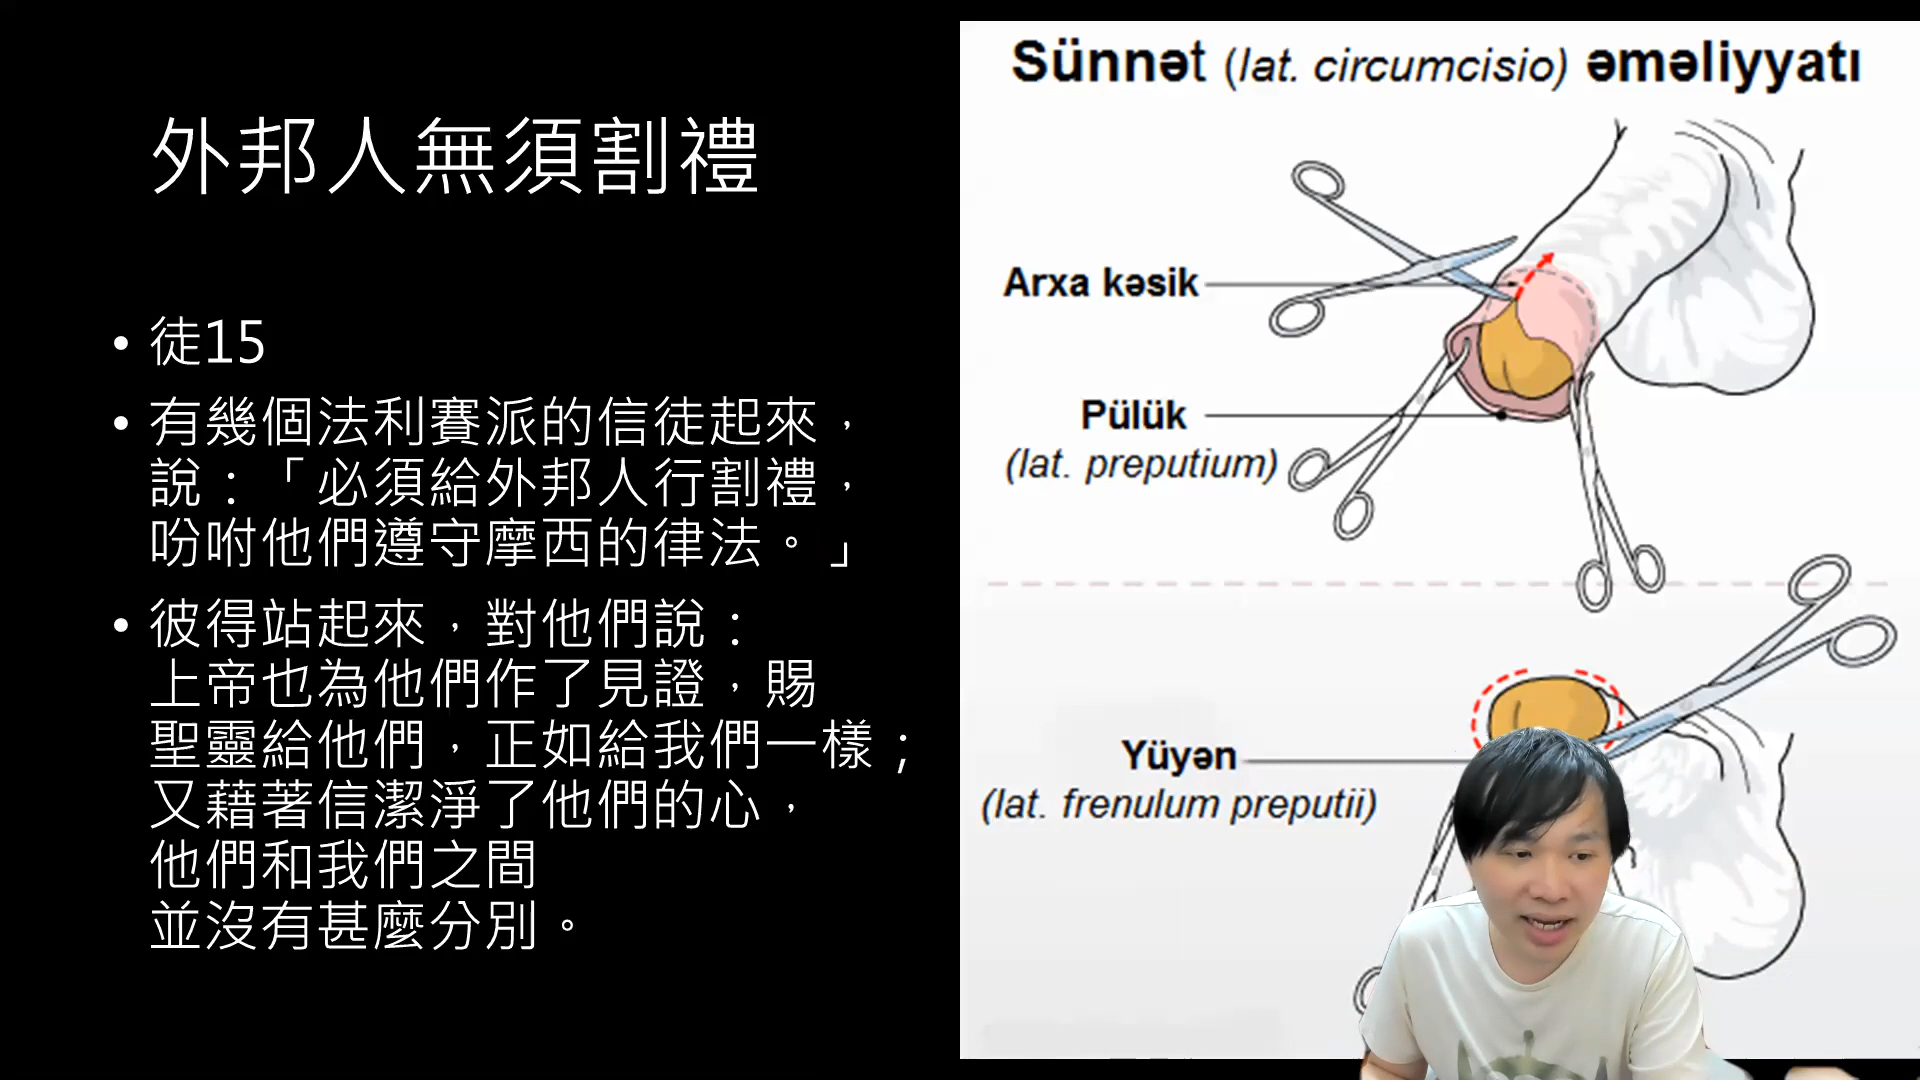 外邦人無須割禮
• 徒15
• 有幾個法利賽派的信徒起來，
說：「必須給外邦人行割禮，
吩咐他們遵守摩西的律法。」
• 彼得站起來，對他們說：
上帝也為他們作了見證，賜
聖靈給他們，正如給我們一樣；
又藉著信潔淨了他們的心，
他們和我們之間
並沒有甚麼分別。
Sünnət (lat. circumcisio) əməliyyatı
Arxa kəsik
Pülük
(lat. preputium)
Yüyən
(lat. frenulum preputii)